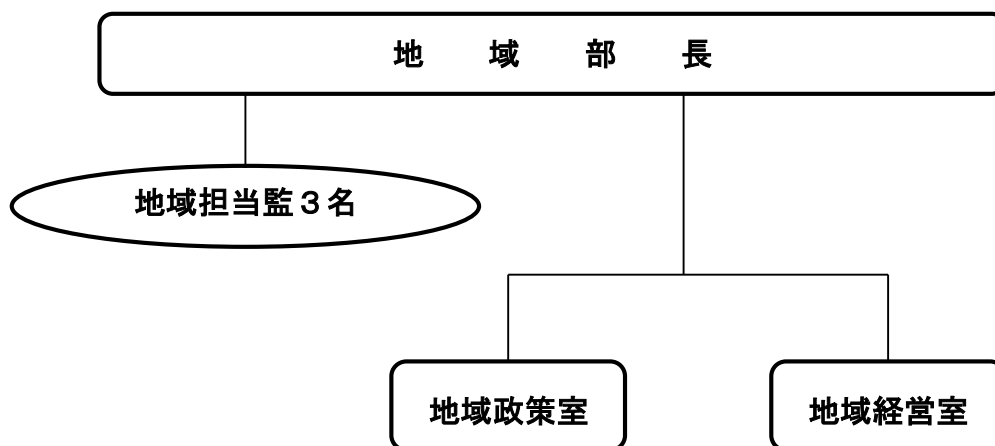 地　域　部　長
地域担当監３名
地域政策室
地域経営室